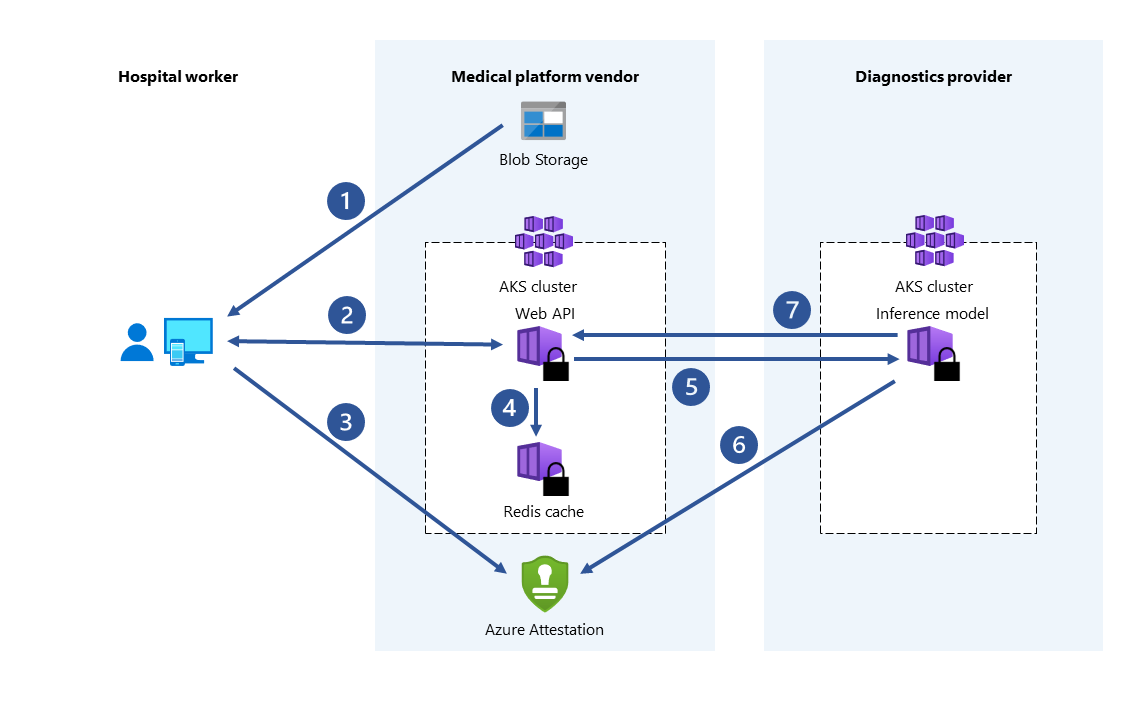 Hospital worker
Medical platform vendor
Diagnostics provider
Blob Storage
1
AKS cluster
AKS cluster
Web API
Inference model
2
7
5
4
3
6
Redis cache
Azure Attestation